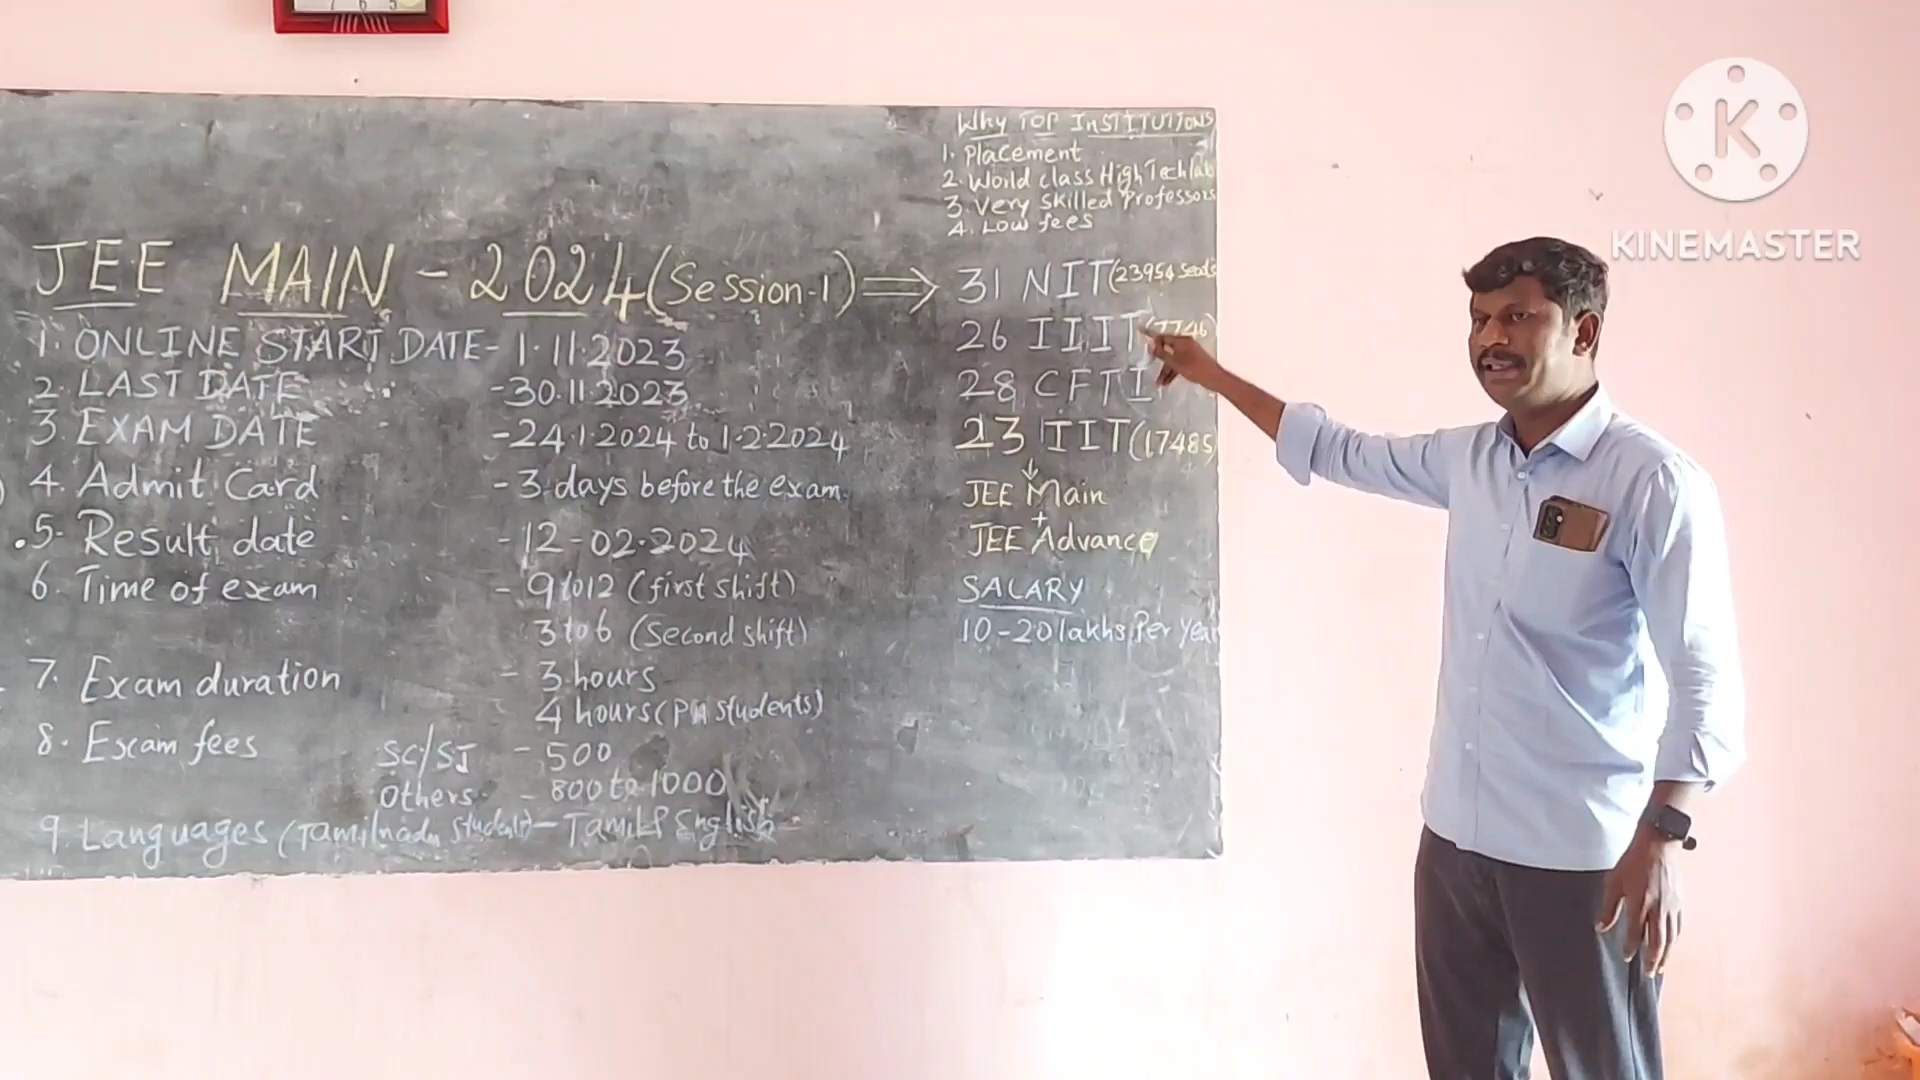 7 6 5
Why TOP InSTITUTIONS
1. Placement
2. World class High Tech lab
3. Very skilled Professors
4. Low fees
JEE MAIN - 2024 (Session-1) ⇒
1. ONLINE START DATE - 1.11.2023
2. LAST DATE - 30.11.2023
3. EXAM DATE - 24.1.2024 to 1.2.2024
4. Admit Card - 3 days before the exam.
5. Result date - 12-02.2024
6. Time of exam - 9 to 12 (first shift)
3 to 6 (Second shift)
7. Exam duration - 3 hours
4 hours (PH students)
8. Exam fees SC/ST - 500
Others - 800 to 1000
9. Languages (Tamilnadu students) - Tamil & English
31 NIT (23954 Seats
26 IIIT (7746)
28 CFTI
23 IIT (17485)
↓
JEE Main
+
JEE Advance
SALARY
10-20 lakhs Per Year
K
KINEMASTER